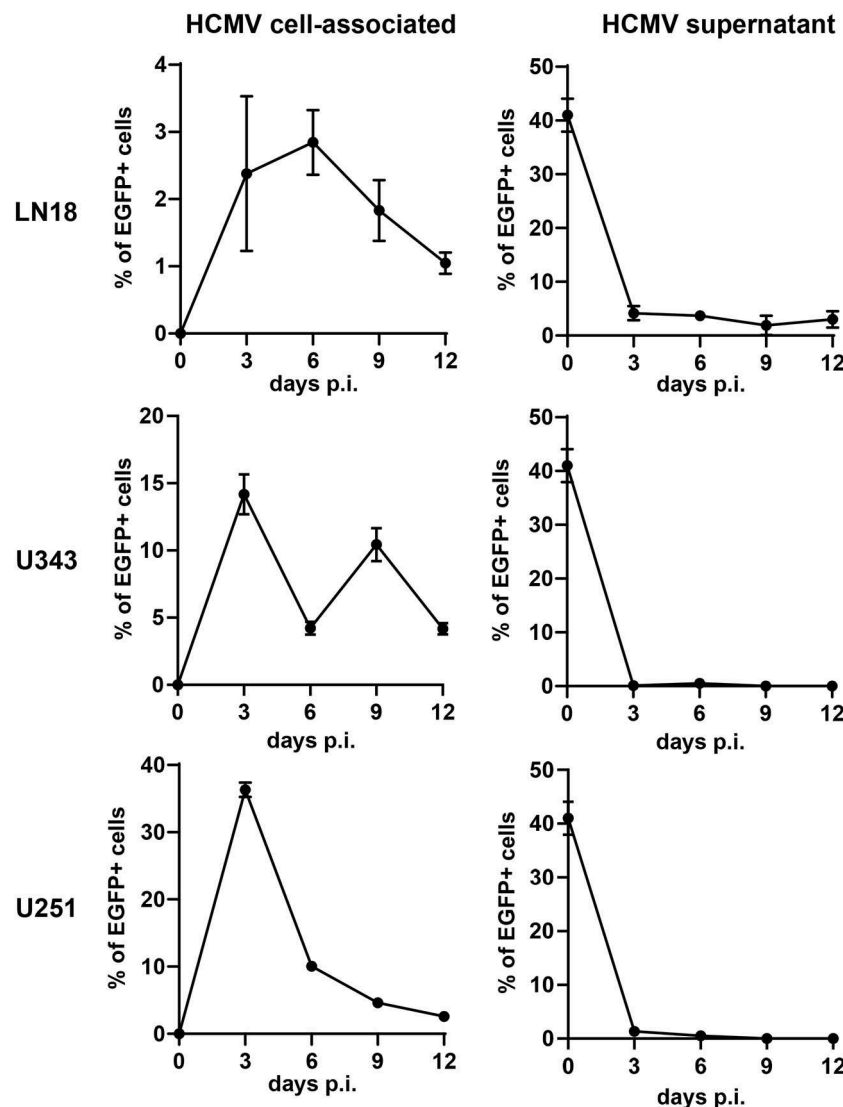 HCMV cell-associated
HCMV supernatant
LN18
% of EGFP+ cells
4
3
2
1
0
0 3 6 9 12
days p.i.
% of EGFP+ cells
50
40
30
20
10
0
0 3 6 9 12
days p.i.
U343
% of EGFP+ cells
20
15
10
5
0
0 3 6 9 12
days p.i.
% of EGFP+ cells
50
40
30
20
10
0
0 3 6 9 12
days p.i.
U251
% of EGFP+ cells
40
30
20
10
0
0 3 6 9 12
days p.i.
% of EGFP+ cells
50
40
30
20
10
0
0 3 6 9 12
days p.i.